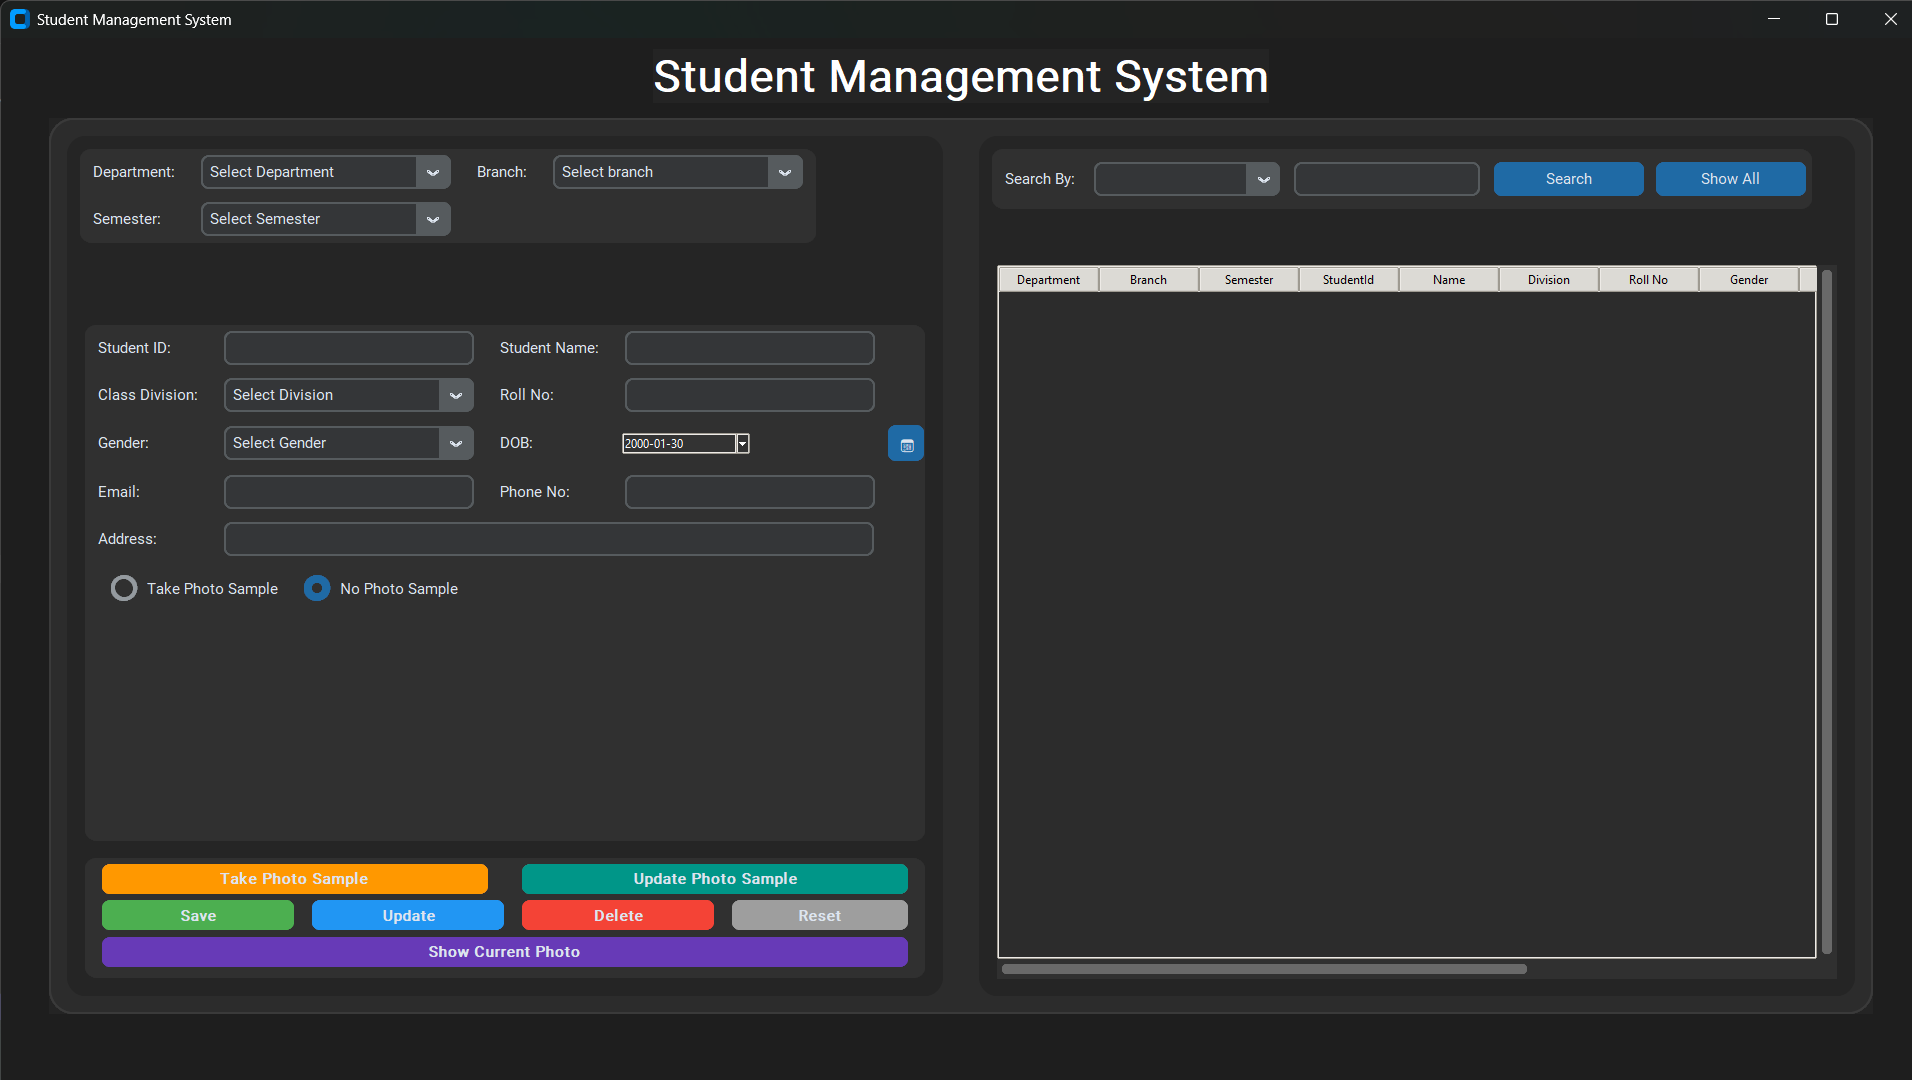 Student Management System
Student Management System
Department: Select Department Branch: Select branch
Semester: Select Semester
Student ID: Student Name:
Class Division: Select Division Roll No:
Gender: Select Gender DOB: 2000-01-30
Email: Phone No:
Address:
Take Photo Sample No Photo Sample
Take Photo Sample Update Photo Sample
Save Update Delete Reset
Show Current Photo
Search By: Search Show All
Department Branch Semester StudentId Name Division Roll No Gender